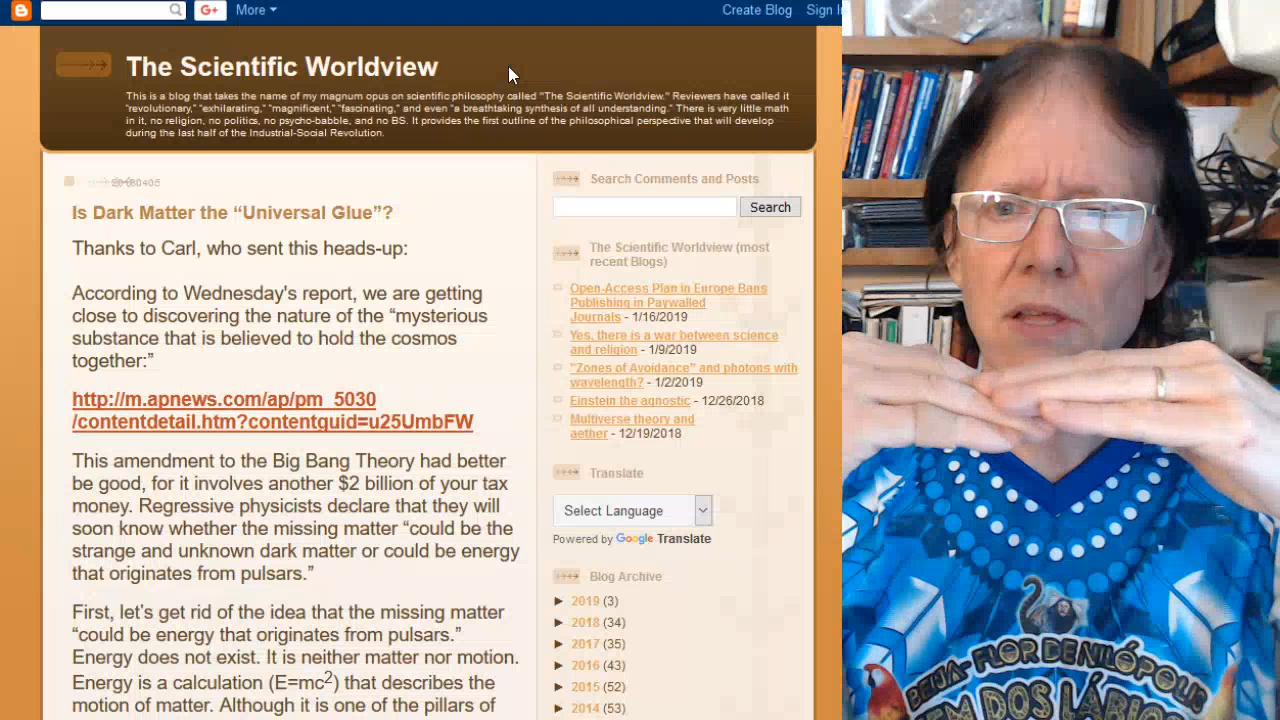 G+ More Create Blog Sign In
The Scientific Worldview
This is a blog that takes the name of my magnum opus on scientific philosophy called "The Scientific Worldview." Reviewers have called it
"revolutionary," "exhilarating," "magnificent," "fascinating," and even "a breathtaking synthesis of all understanding." There is very little math
in it, no religion, no politics, no psycho-babble, and no BS. It provides the first outline of the philosophical perspective that will develop
during the last half of the Industrial-Social Revolution.
Is Dark Matter the “Universal Glue”?
Thanks to Carl, who sent this heads-up:
According to Wednesday's report, we are getting
close to discovering the nature of the “mysterious
substance that is believed to hold the cosmos
together:”
http://m.apnews.com/ap/pm_5030
/contentdetail.htm?contentguid=u25UmbFW
This amendment to the Big Bang Theory had better
be good, for it involves another $2 billion of your tax
money. Regressive physicists declare that they will
soon know whether the missing matter “could be the
strange and unknown dark matter or could be energy
that originates from pulsars.”
First, let’s get rid of the idea that the missing matter
“could be energy that originates from pulsars.”
Energy does not exist. It is neither matter nor motion.
Energy is a calculation (E=mc2) that describes the
motion of matter. Although it is one of the pillars of
Search Comments and Posts
Search
The Scientific Worldview (most
recent Blogs)
Open-Access Plan in Europe Bans
Publishing in Paywalled
Journals - 1/16/2019
Yes, there is a war between science
and religion - 1/9/2019
"Zones of Avoidance" and photons with
wavelength? - 1/2/2019
Einstein the agnostic - 12/26/2018
Multiverse theory and
aether - 12/19/2018
Translate
Select Language
Powered by Google Translate
Blog Archive
► 2019 (3)
► 2018 (34)
► 2017 (35)
► 2016 (43)
► 2015 (52)
► 2014 (53)
BEIJA-FLOR DE NILÓPOLIS